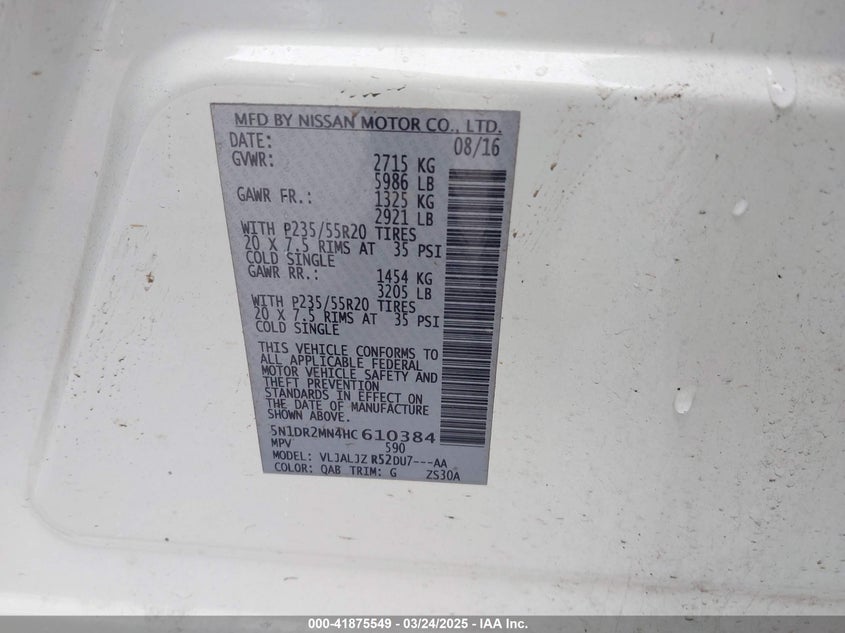 MFD BY NISSAN MOTOR CO., LTD.
DATE: 08/16
GVWR: 2715 KG
5986 LB
GAWR FR.: 1325 KG
2921 LB
WITH P235/55R20 TIRES
20 X 7.5 RIMS AT 35 PSI
COLD SINGLE
GAWR RR.: 1454 KG
3205 LB
WITH P235/55R20 TIRES
20 X 7.5 RIMS AT 35 PSI
COLD SINGLE
THIS VEHICLE CONFORMS TO
ALL APPLICABLE FEDERAL
MOTOR VEHICLE SAFETY AND
THEFT PREVENTION
STANDARDS IN EFFECT ON
THE DATE OF MANUFACTURE
SHOWN ABOVE.
5N1DR2MN4HC610384
MPV 590
MODEL: VLJALJZ R52DU7---AA
COLOR: QAB TRIM: G ZS30A
000-41875549 - 03/24/2025 - IAA Inc.